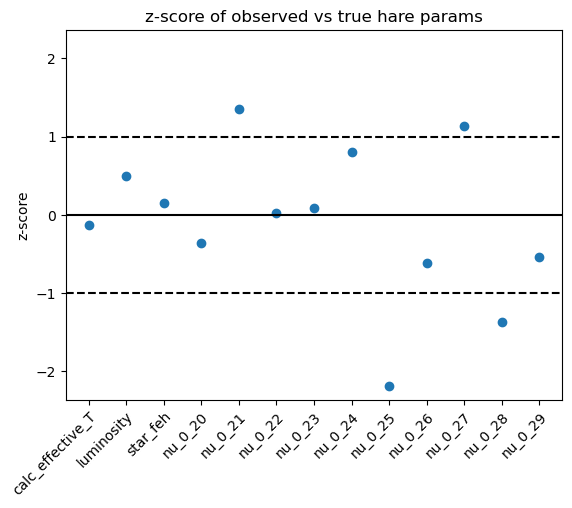 z-score of observed vs true hare params
z-score
2
1
0
−1
−2
calc_effective_T
luminosity
star_feh
nu_0_20
nu_0_21
nu_0_22
nu_0_23
nu_0_24
nu_0_25
nu_0_26
nu_0_27
nu_0_28
nu_0_29